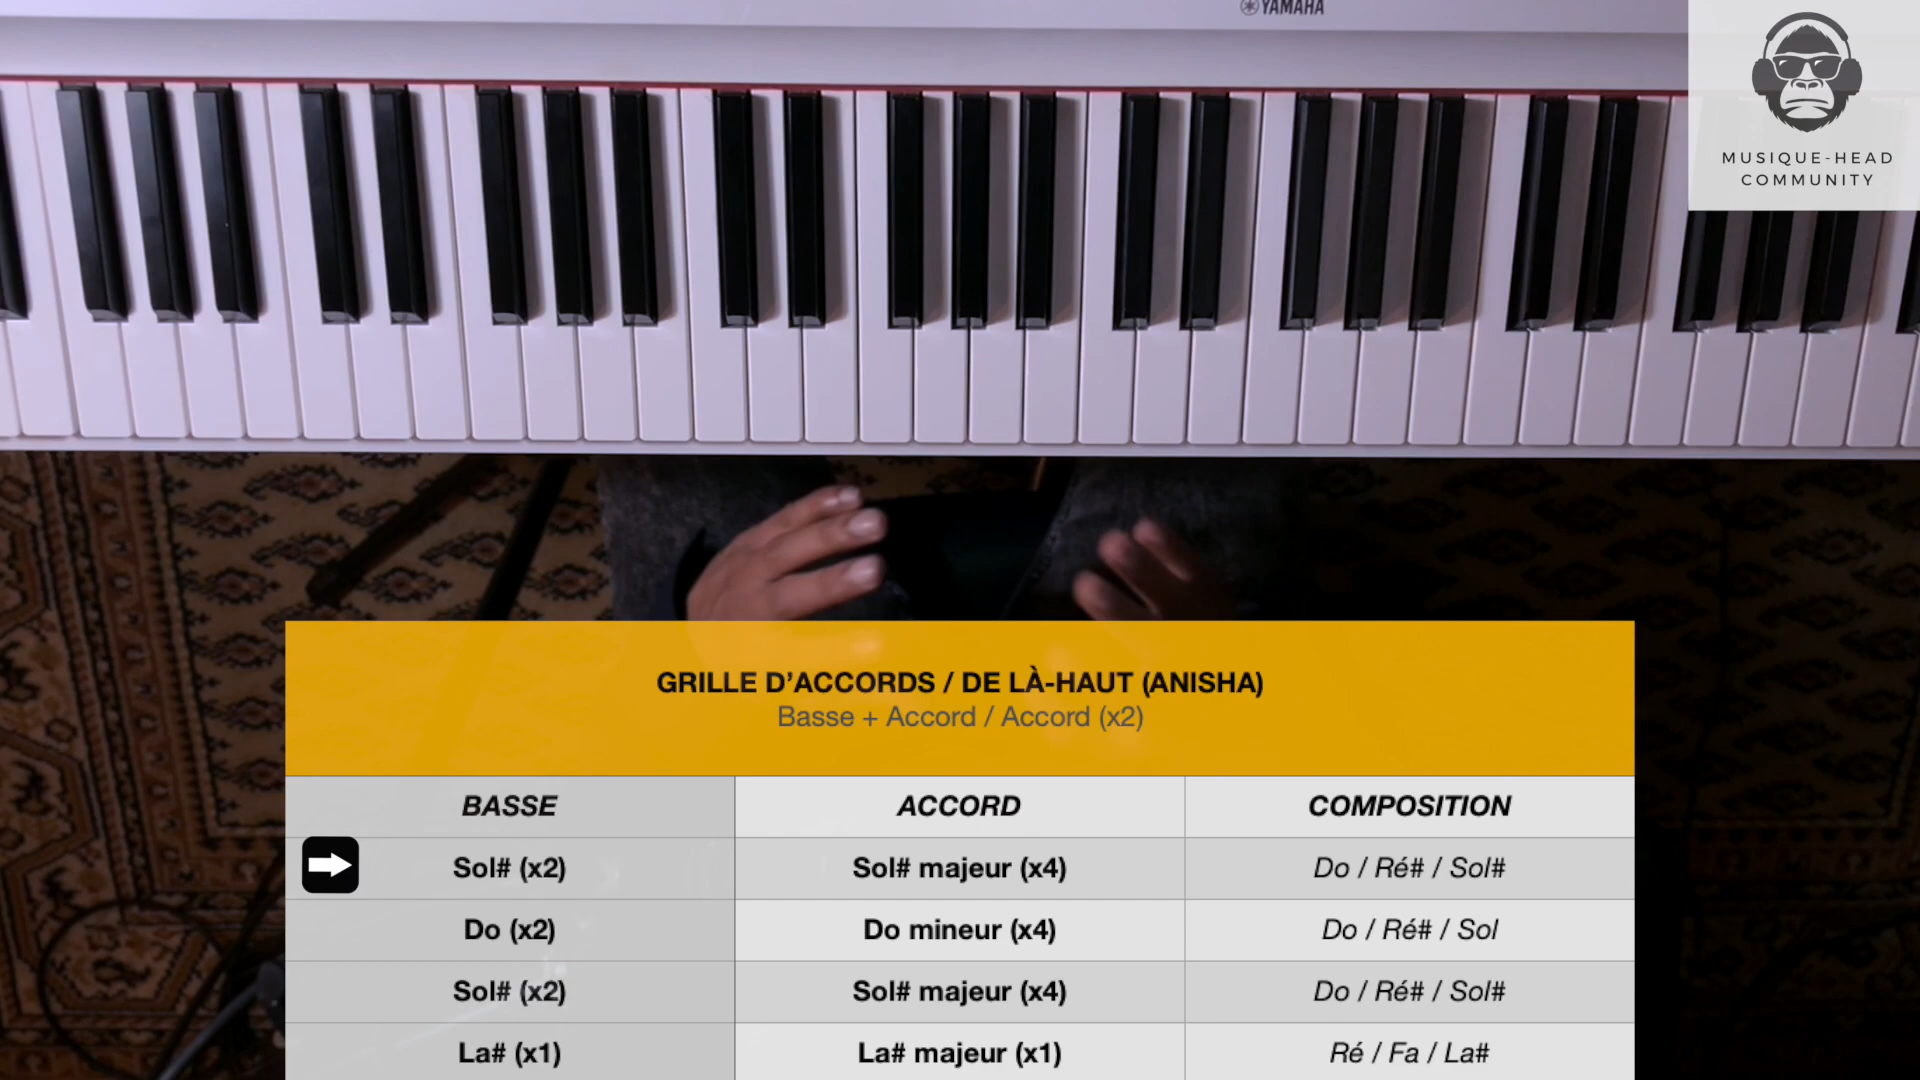 YAMAHA
MUSIQUE-HEAD
COMMUNITY
GRILLE D’ACCORDS / DE LÀ-HAUT (ANISHA)
Basse + Accord / Accord (x2)
BASSE ACCORD COMPOSITION
Sol# (x2) Sol# majeur (x4) Do / Ré# / Sol#
Do (x2) Do mineur (x4) Do / Ré# / Sol
Sol# (x2) Sol# majeur (x4) Do / Ré# / Sol#
La# (x1) La# majeur (x1) Ré / Fa / La#